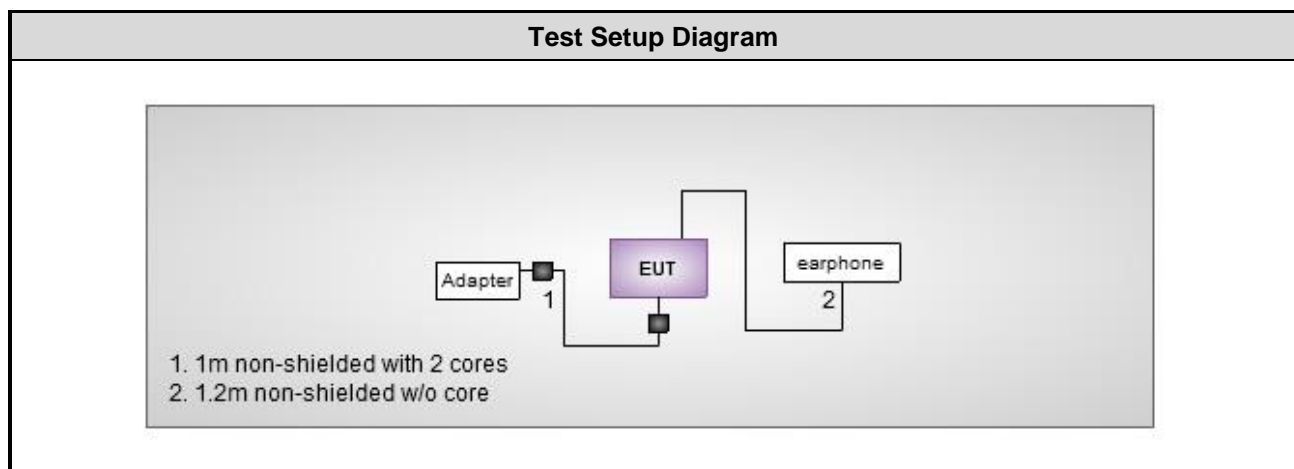 Test Setup Diagram
EUT
earphone
Adapter
1
2
1. 1m non-shielded with 2 cores
2. 1.2m non-shielded w/o core